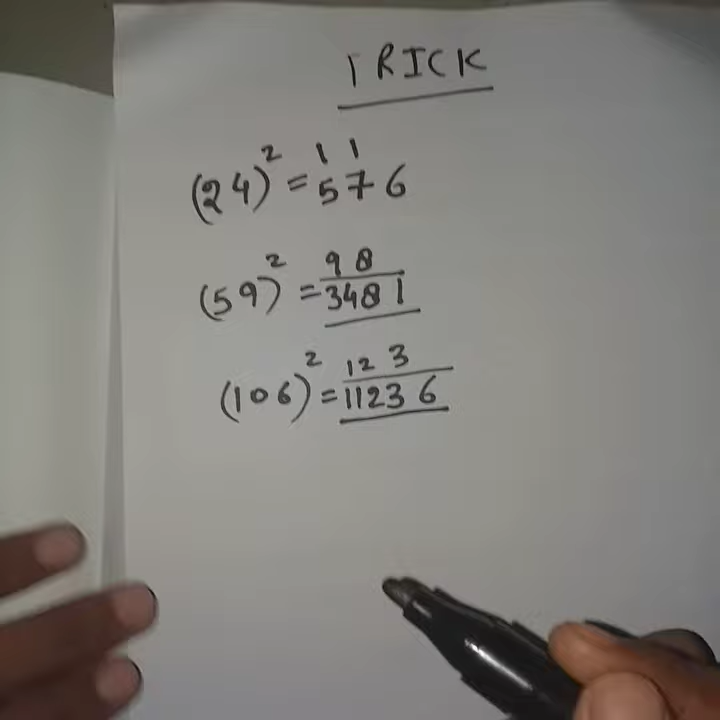 TRICK
1 1
(24)² = 576
9 8
(59)² = 3481
12 3
(106)² = 11236